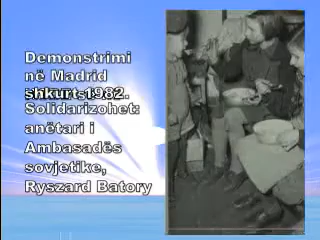 Demonstrimi
në Madrid
shkurt,1982.
Solidarizohet:
anëtari i
Ambasadës
sovjetike,
Ryszard Batory